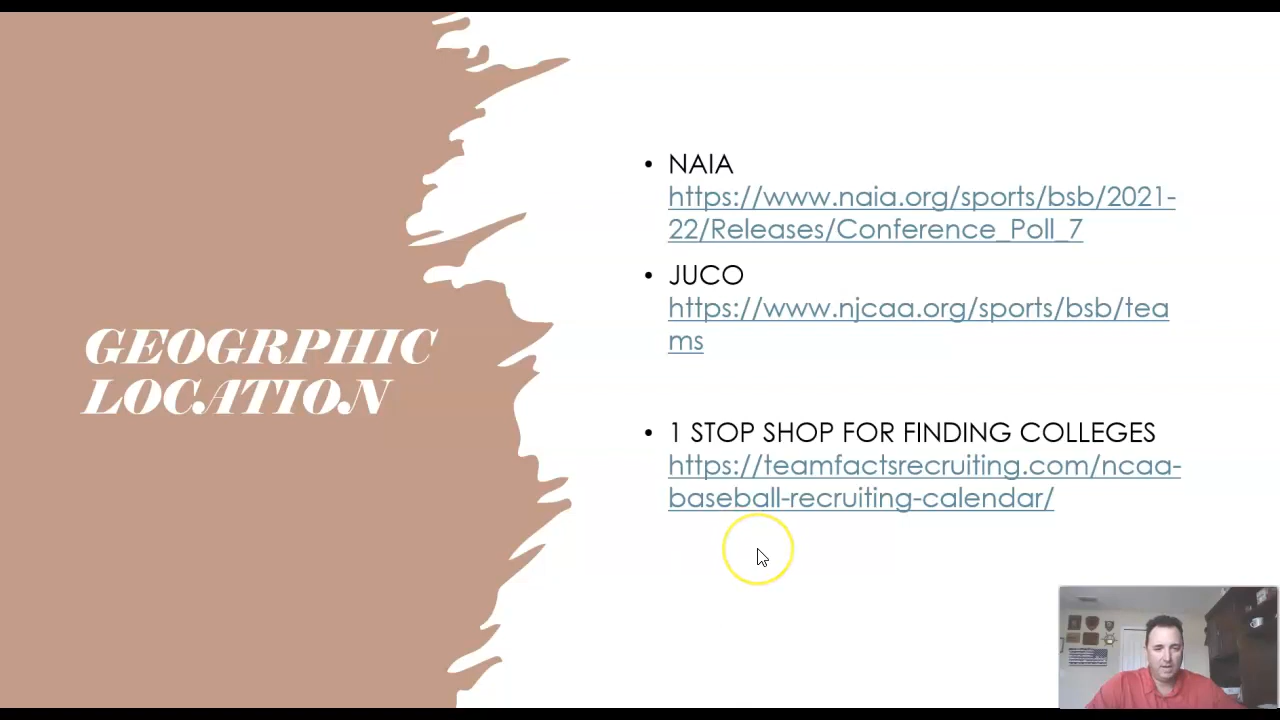 GEOGRPHIC
LOCATION
• NAIA
https://www.naia.org/sports/bsb/2021-
22/Releases/Conference_Poll_7
• JUCO
https://www.njcaa.org/sports/bsb/tea
ms
• 1 STOP SHOP FOR FINDING COLLEGES
https://teamfactsrecruiting.com/ncaa-
baseball-recruiting-calendar/